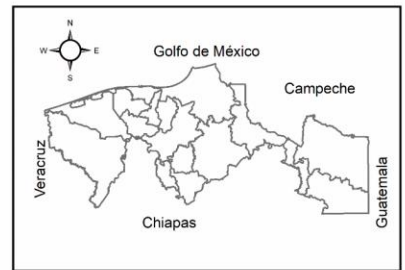 N
W E
S
Golfo de México
Campeche
Veracruz
Guatemala
Chiapas